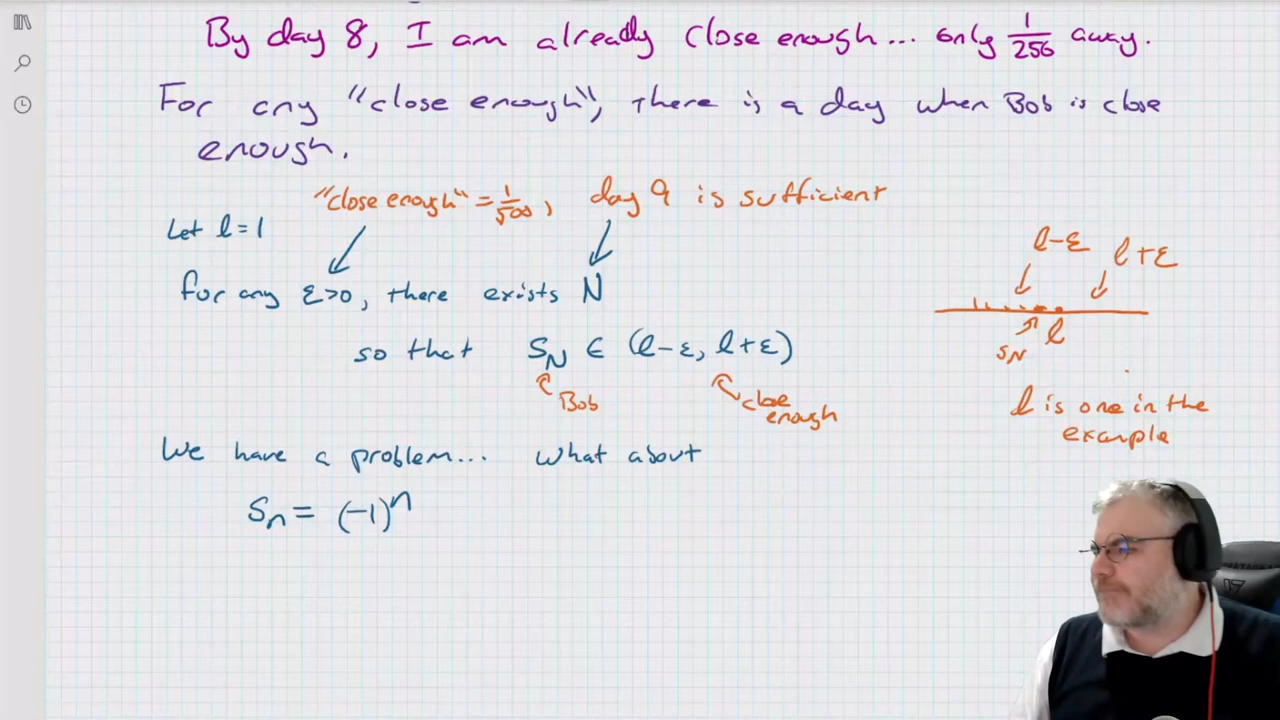 By day 8, I am already close enough... only 1/256 away.
For any "close enough", there is a day when Bob is close
enough.
"close enough" = 1/500, day 9 is sufficient
Let l = 1
for any ε>0, there exists N
l-ε l+ε
so that S_N ∈ (l-ε, l+ε)
S_N l
Bob close
enough
l is one in the
example
We have a problem... what about
S_n = (-1)^n